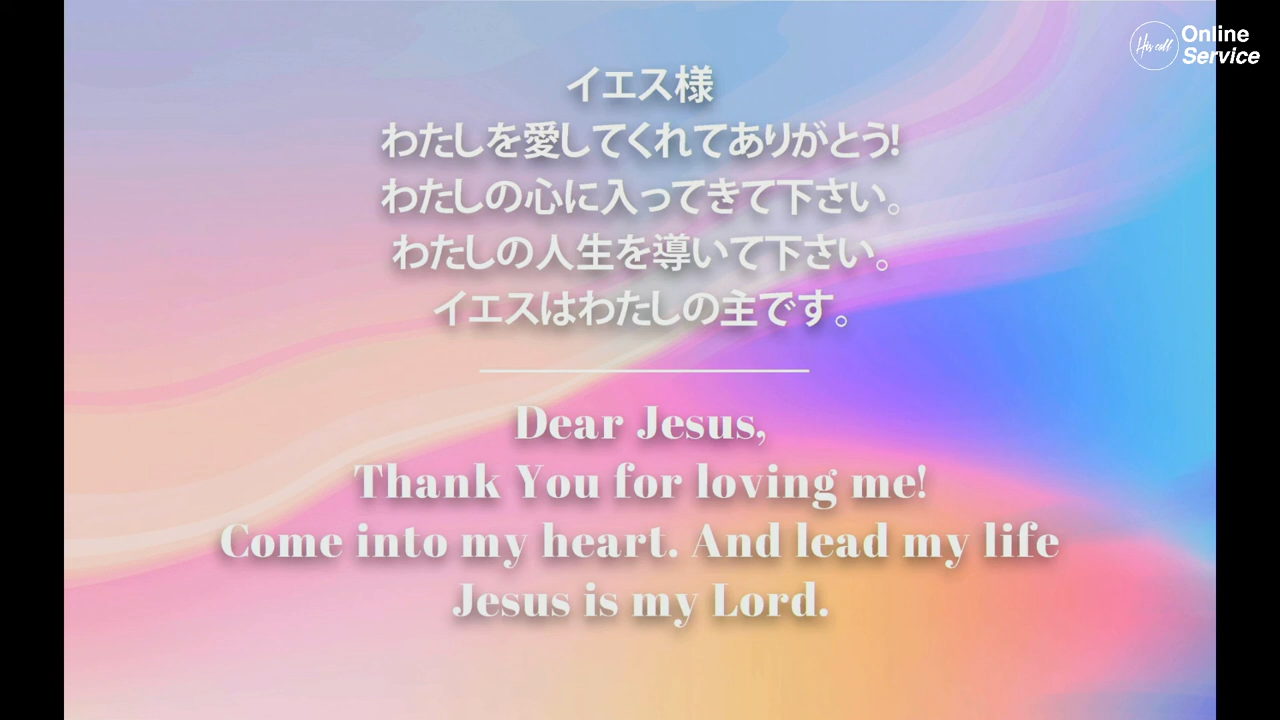 His call
Online
Service
イエス様
わたしを愛してくれてありがとう!
わたしの心に入ってきて下さい。
わたしの人生を導いて下さい。
イエスはわたしの主です。
Dear Jesus,
Thank You for loving me!
Come into my heart. And lead my life
Jesus is my Lord.